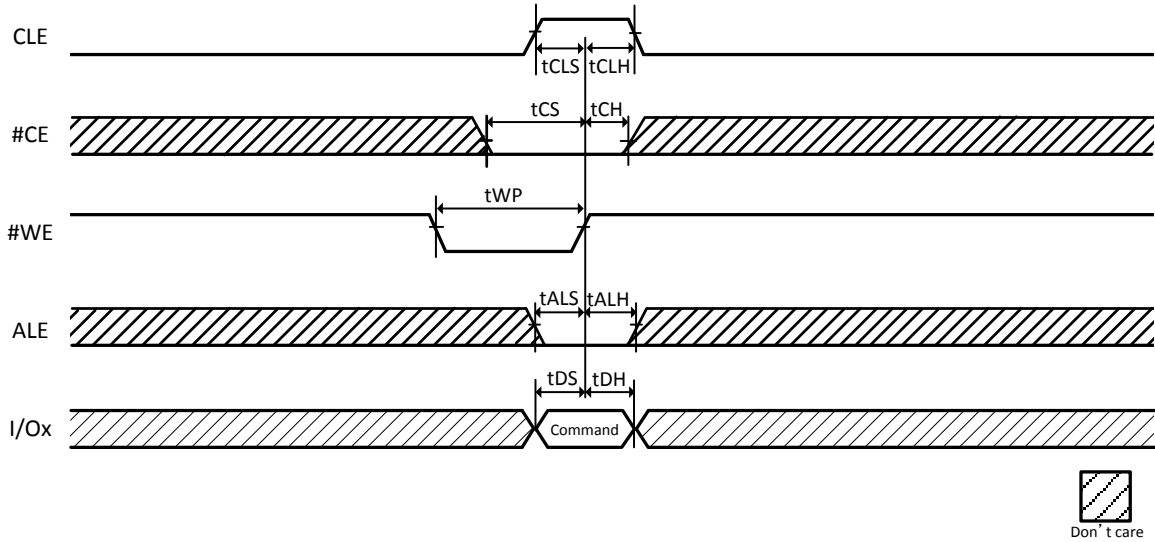 CLE
tCLS tCLH
#CE
tCS tCH
#WE
tWP
ALE
tALS tALH
I/Ox
tDS tDH
Command
Don't care